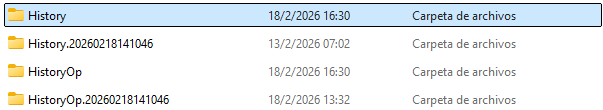 History 18/2/2026 16:30 Carpeta de archivos
History.20260218141046 13/2/2026 07:02 Carpeta de archivos
HistoryOp 18/2/2026 16:30 Carpeta de archivos
HistoryOp.20260218141046 18/2/2026 13:32 Carpeta de archivos